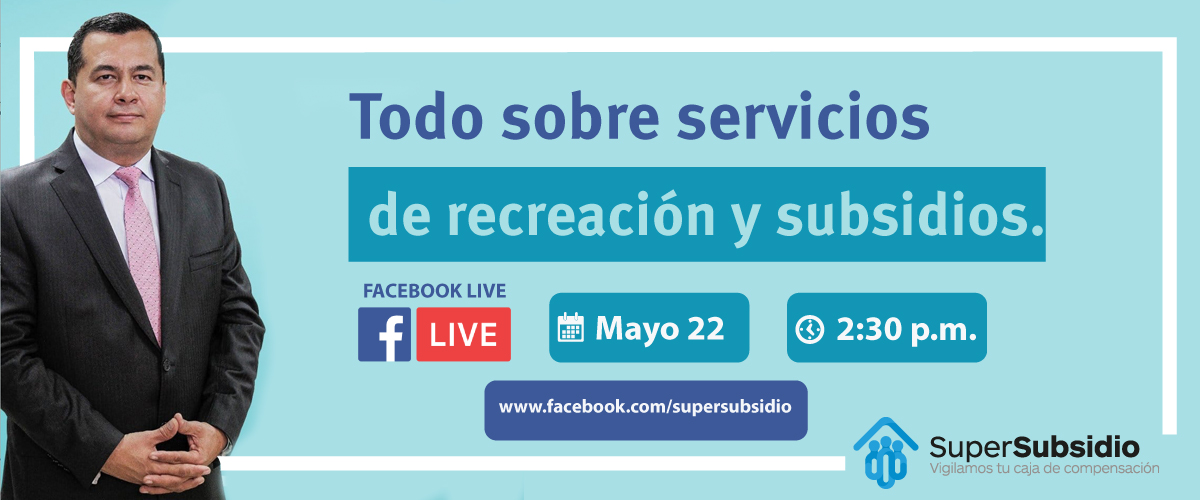 Todo sobre servicios
de recreación y subsidios.
FACEBOOK LIVE
f LIVE
Mayo 22
2:30 p.m.
www.facebook.com/supersubsidio
SuperSubsidio
Vigilamos tu caja de compensación